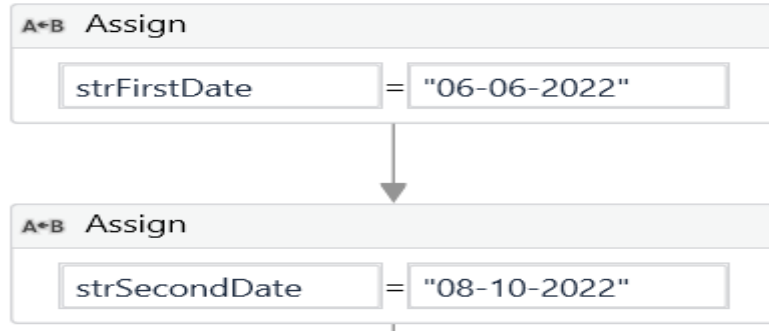 A←B Assign
strFirstDate = "06-06-2022"
A←B Assign
strSecondDate = "08-10-2022"